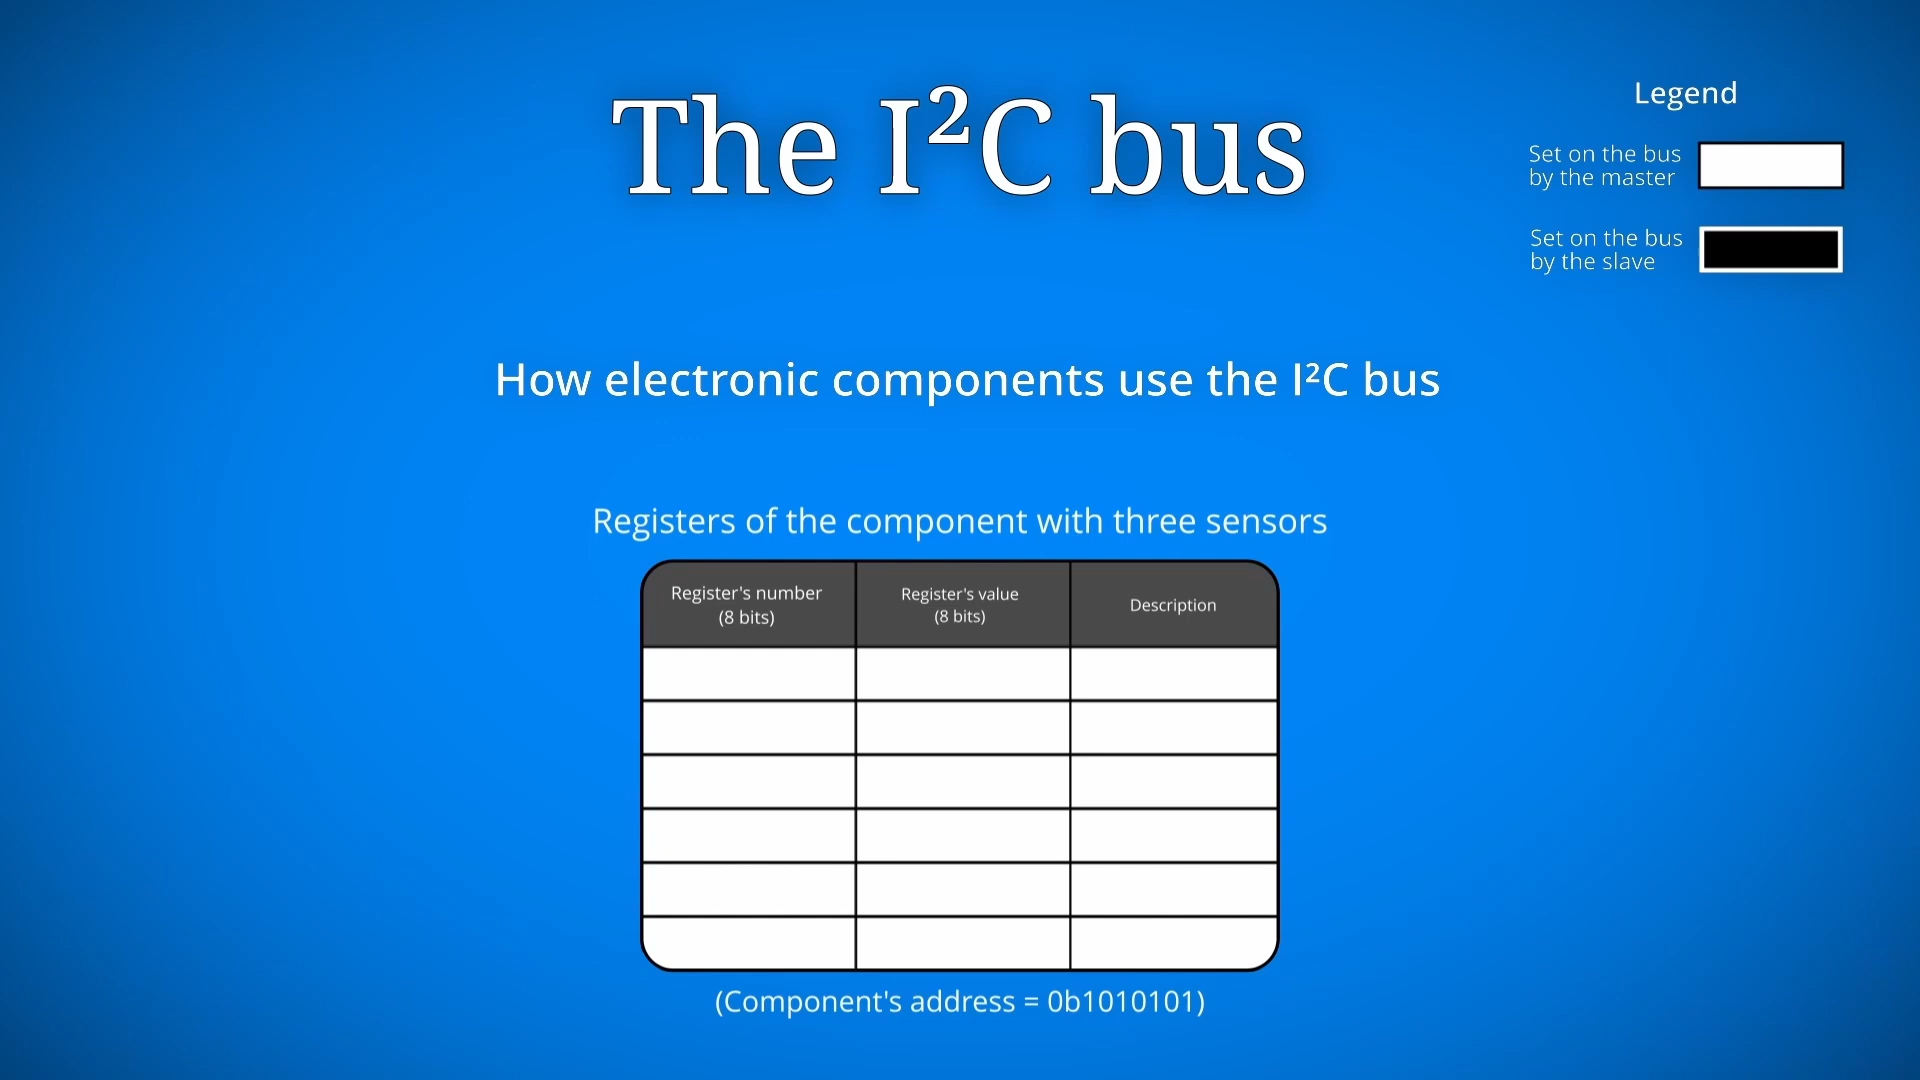 The I²C bus
Legend
Set on the bus
by the master
Set on the bus
by the slave
How electronic components use the I²C bus
Registers of the component with three sensors
Register's number
(8 bits)
Register's value
(8 bits)
Description
(Component's address = 0b1010101)